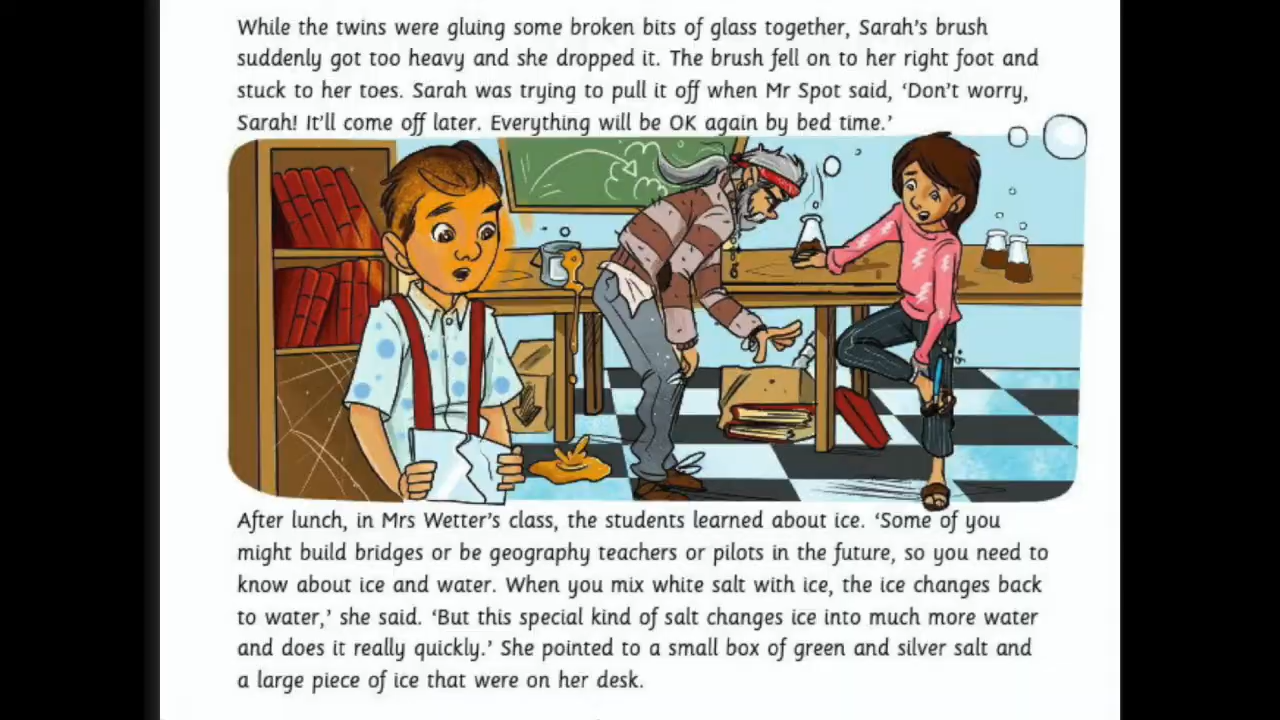 While the twins were gluing some broken bits of glass together, Sarah's brush
suddenly got too heavy and she dropped it. The brush fell on to her right foot and
stuck to her toes. Sarah was trying to pull it off when Mr Spot said, ‘Don't worry,
Sarah! It'll come off later. Everything will be OK again by bed time.’
After lunch, in Mrs Wetter's class, the students learned about ice. ‘Some of you
might build bridges or be geography teachers or pilots in the future, so you need to
know about ice and water. When you mix white salt with ice, the ice changes back
to water,’ she said. ‘But this special kind of salt changes ice into much more water
and does it really quickly.’ She pointed to a small box of green and silver salt and
a large piece of ice that were on her desk.